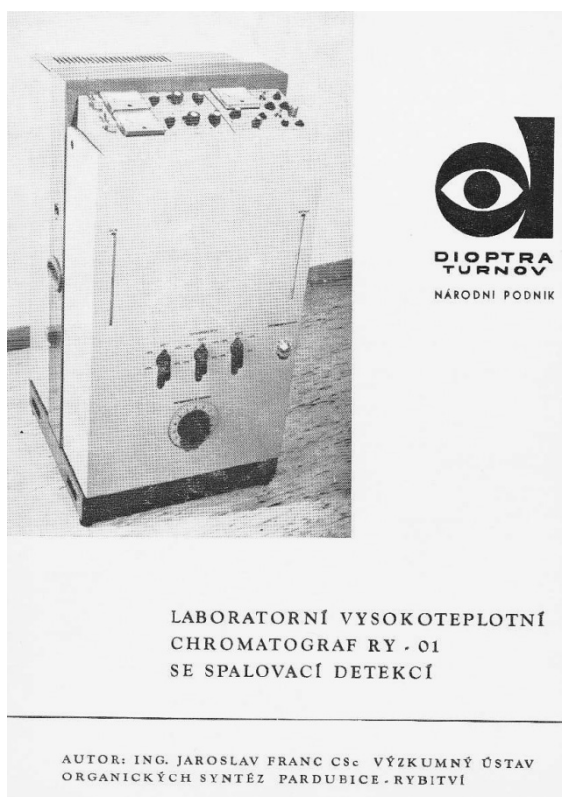 DIOPTRA
TURNOV
NÁRODNI PODNIK
LABORATORNÍ VYSOKOTEPLOTNÍ
CHROMATOGRAF RY - 01
SE SPALOVACÍ DETEKCÍ
AUTOR: ING. JAROSLAV FRANC CSc VÝZKUMNÝ ÚSTAV
ORGANICKÝCH SYNTÉZ PARDUBICE - RYBITVÍ